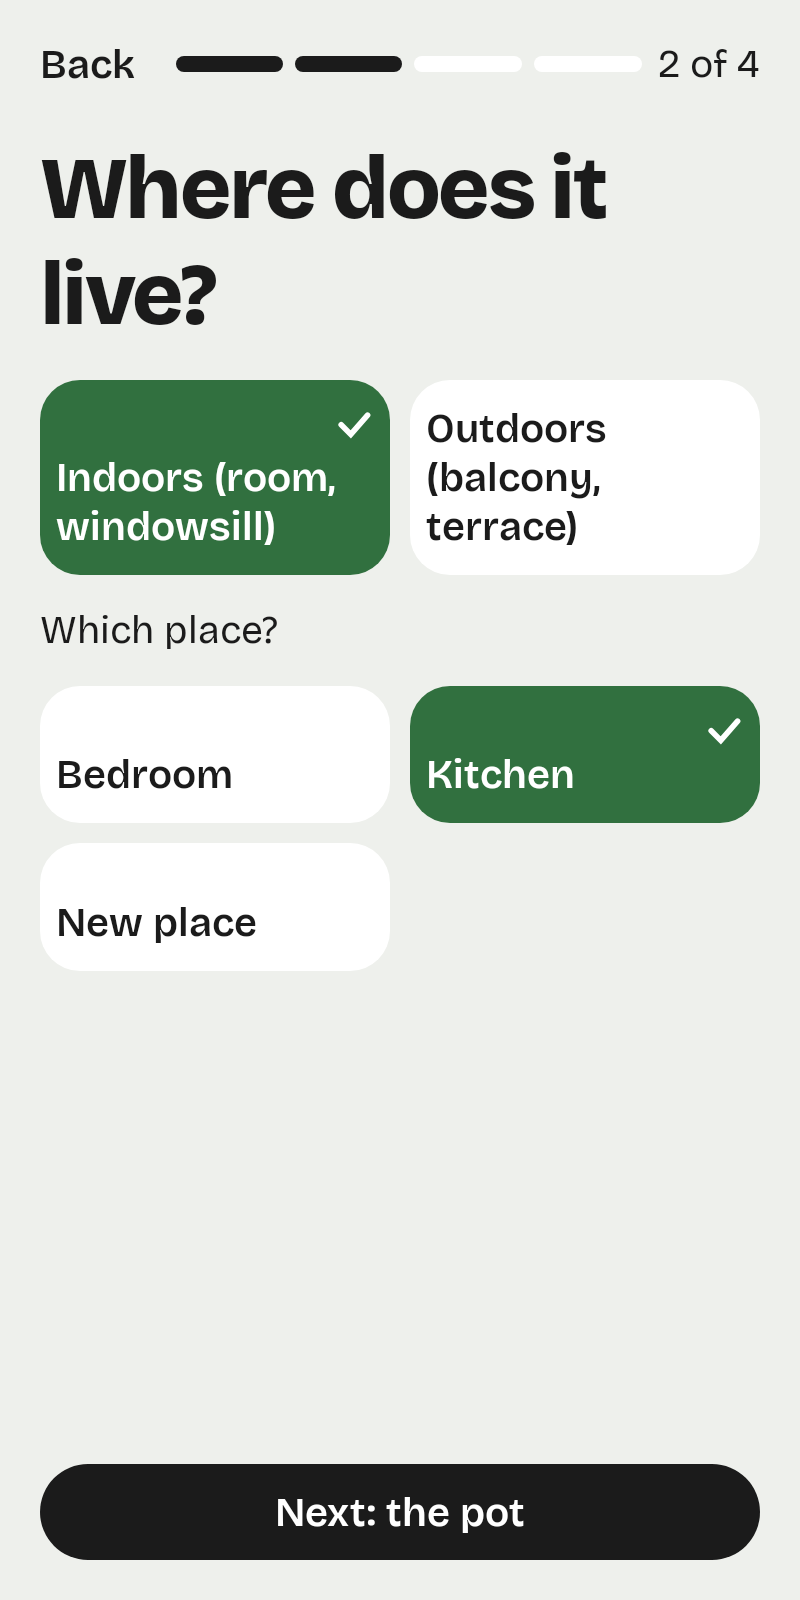 Back
2 of 4
Where does it
live?
Indoors (room,
windowsill)
Outdoors
(balcony,
terrace)
Which place?
Bedroom
Kitchen
New place
Next: the pot